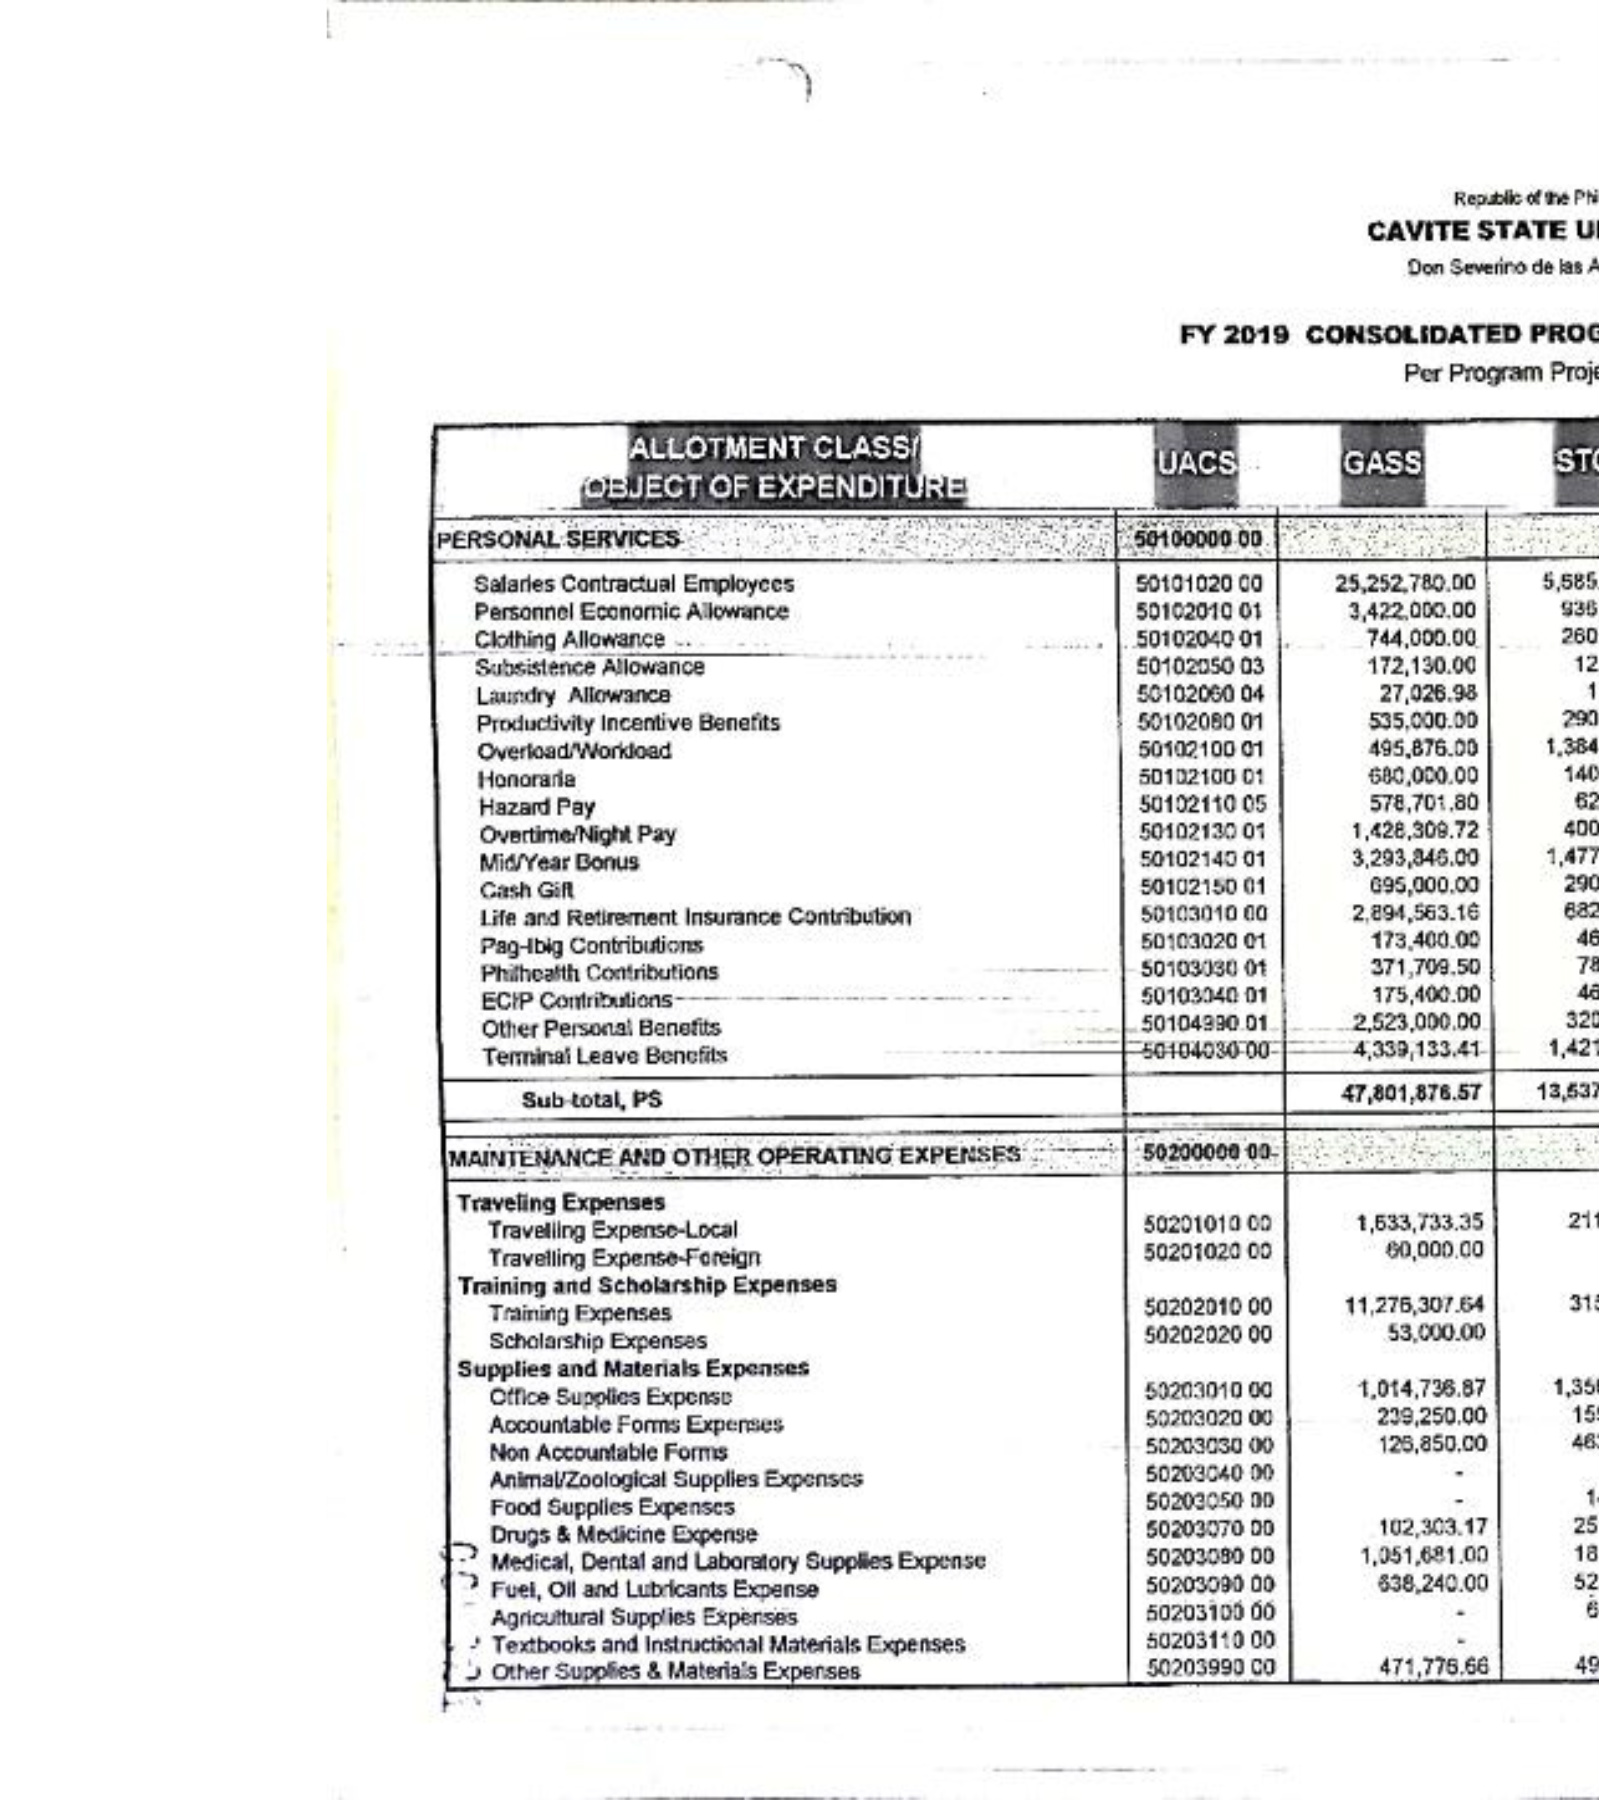 Republic of the Phi
CAVITE STATE U
Don Severino de las A
FY 2019 CONSOLIDATED PROG
Per Program Proje
ALLOTMENT CLASS/ OBJECT OF EXPENDITURE UACS GASS STO
PERSONAL SERVICES 50100000 00
Salaries Contractual Employees 50101020 00 25,252,780.00 5,585
Personnel Economic Allowance 50102010 01 3,422,000.00 936
Clothing Allowance 50102040 01 744,000.00 260
Subsistence Allowance 50102050 03 172,130.00 12
Laundry Allowance 50102060 04 27,026.98 1
Productivity Incentive Benefits 50102080 01 535,000.00 290
Overload/Workload 50102100 01 495,876.00 1,384
Honoraria 50102100 01 680,000.00 140
Hazard Pay 50102110 05 578,701.80 62
Overtime/Night Pay 50102130 01 1,428,309.72 400
Mid/Year Bonus 50102140 01 3,293,846.00 1,477
Cash Gift 50102150 01 695,000.00 290
Life and Retirement Insurance Contribution 50103010 00 2,894,563.16 682
Pag-Ibig Contributions 50103020 01 173,400.00 46
Philhealth Contributions 50103030 01 371,709.50 78
ECIP Contributions 50103040 01 175,400.00 46
Other Personal Benefits 50104990 01 2,523,000.00 320
Terminal Leave Benefits 50104030 00 4,339,133.41 1,421
Sub-total, PS 47,801,876.57 13,537
MAINTENANCE AND OTHER OPERATING EXPENSES 50200000 00
Traveling Expenses
Travelling Expense-Local 50201010 00 1,633,733.35 211
Travelling Expense-Foreign 50201020 00 60,000.00
Training and Scholarship Expenses
Training Expenses 50202010 00 11,276,307.64 315
Scholarship Expenses 50202020 00 53,000.00
Supplies and Materials Expenses
Office Supplies Expense 50203010 00 1,014,736.87 1,35
Accountable Forms Expenses 50203020 00 239,250.00 15
Non Accountable Forms 50203030 00 126,850.00 46
Animal/Zoological Supplies Expenses 50203040 00 -
Food Supplies Expenses 50203050 00 - 1
Drugs & Medicine Expense 50203070 00 102,303.17 25
Medical, Dental and Laboratory Supplies Expense 50203080 00 1,051,681.00 18
Fuel, Oil and Lubricants Expense 50203090 00 638,240.00 52
Agricultural Supplies Expenses 50203100 00 - 6
Textbooks and Instructional Materials Expenses 50203110 00 -
Other Supplies & Materials Expenses 50203990 00 471,776.66 49